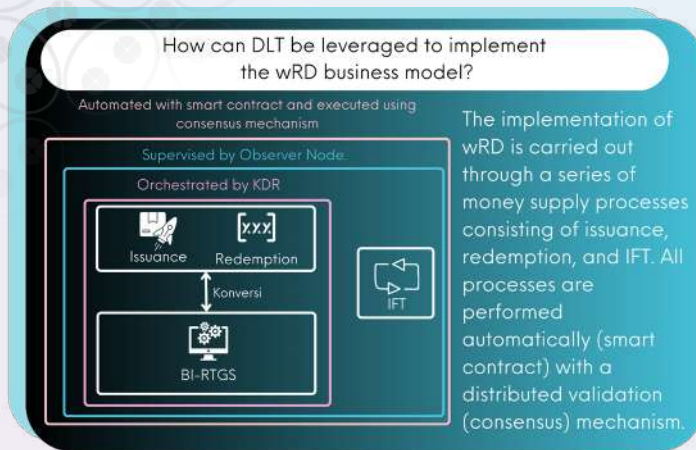 How can DLT be leveraged to implement
the wRD business model?
Automated with smart contract and executed using
consensus mechanism
Supervised by Observer Node.
Orchestrated by KDR
[x.x.x]
Issuance
Redemption
Konversi
BI-RTGS
IFT
The implementation of
wRD is carried out
through a series of
money supply processes
consisting of issuance,
redemption, and IFT. All
processes are
performed
automatically (smart
contract) with a
distributed validation
(consensus) mechanism.